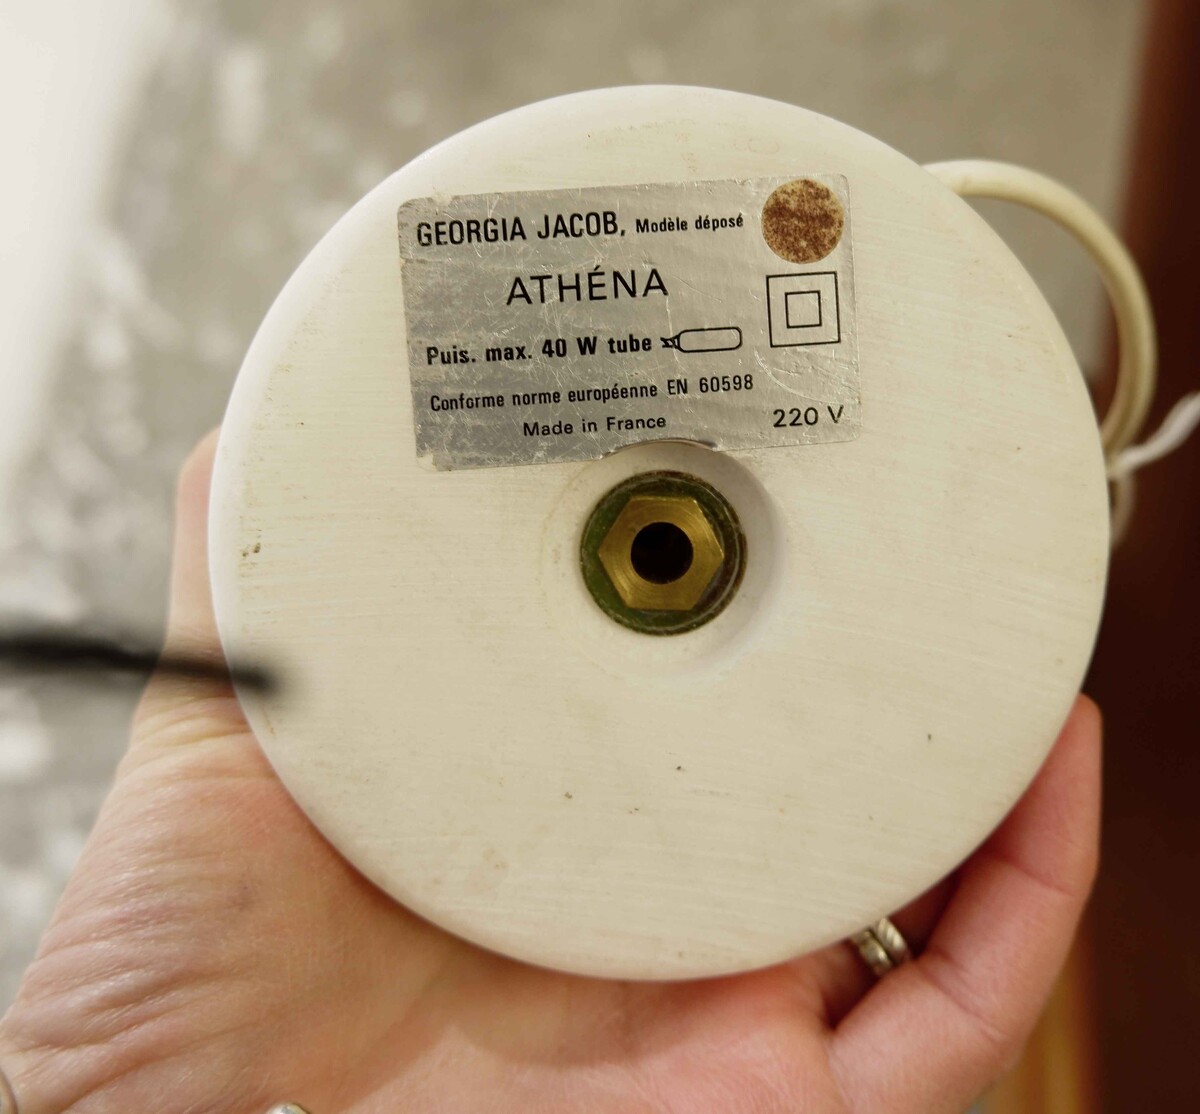 GEORGIA JACOB, Modèle déposé
ATHÉNA
Puis. max. 40 W tube
Conforme norme européenne EN 60598
Made in France
220 V